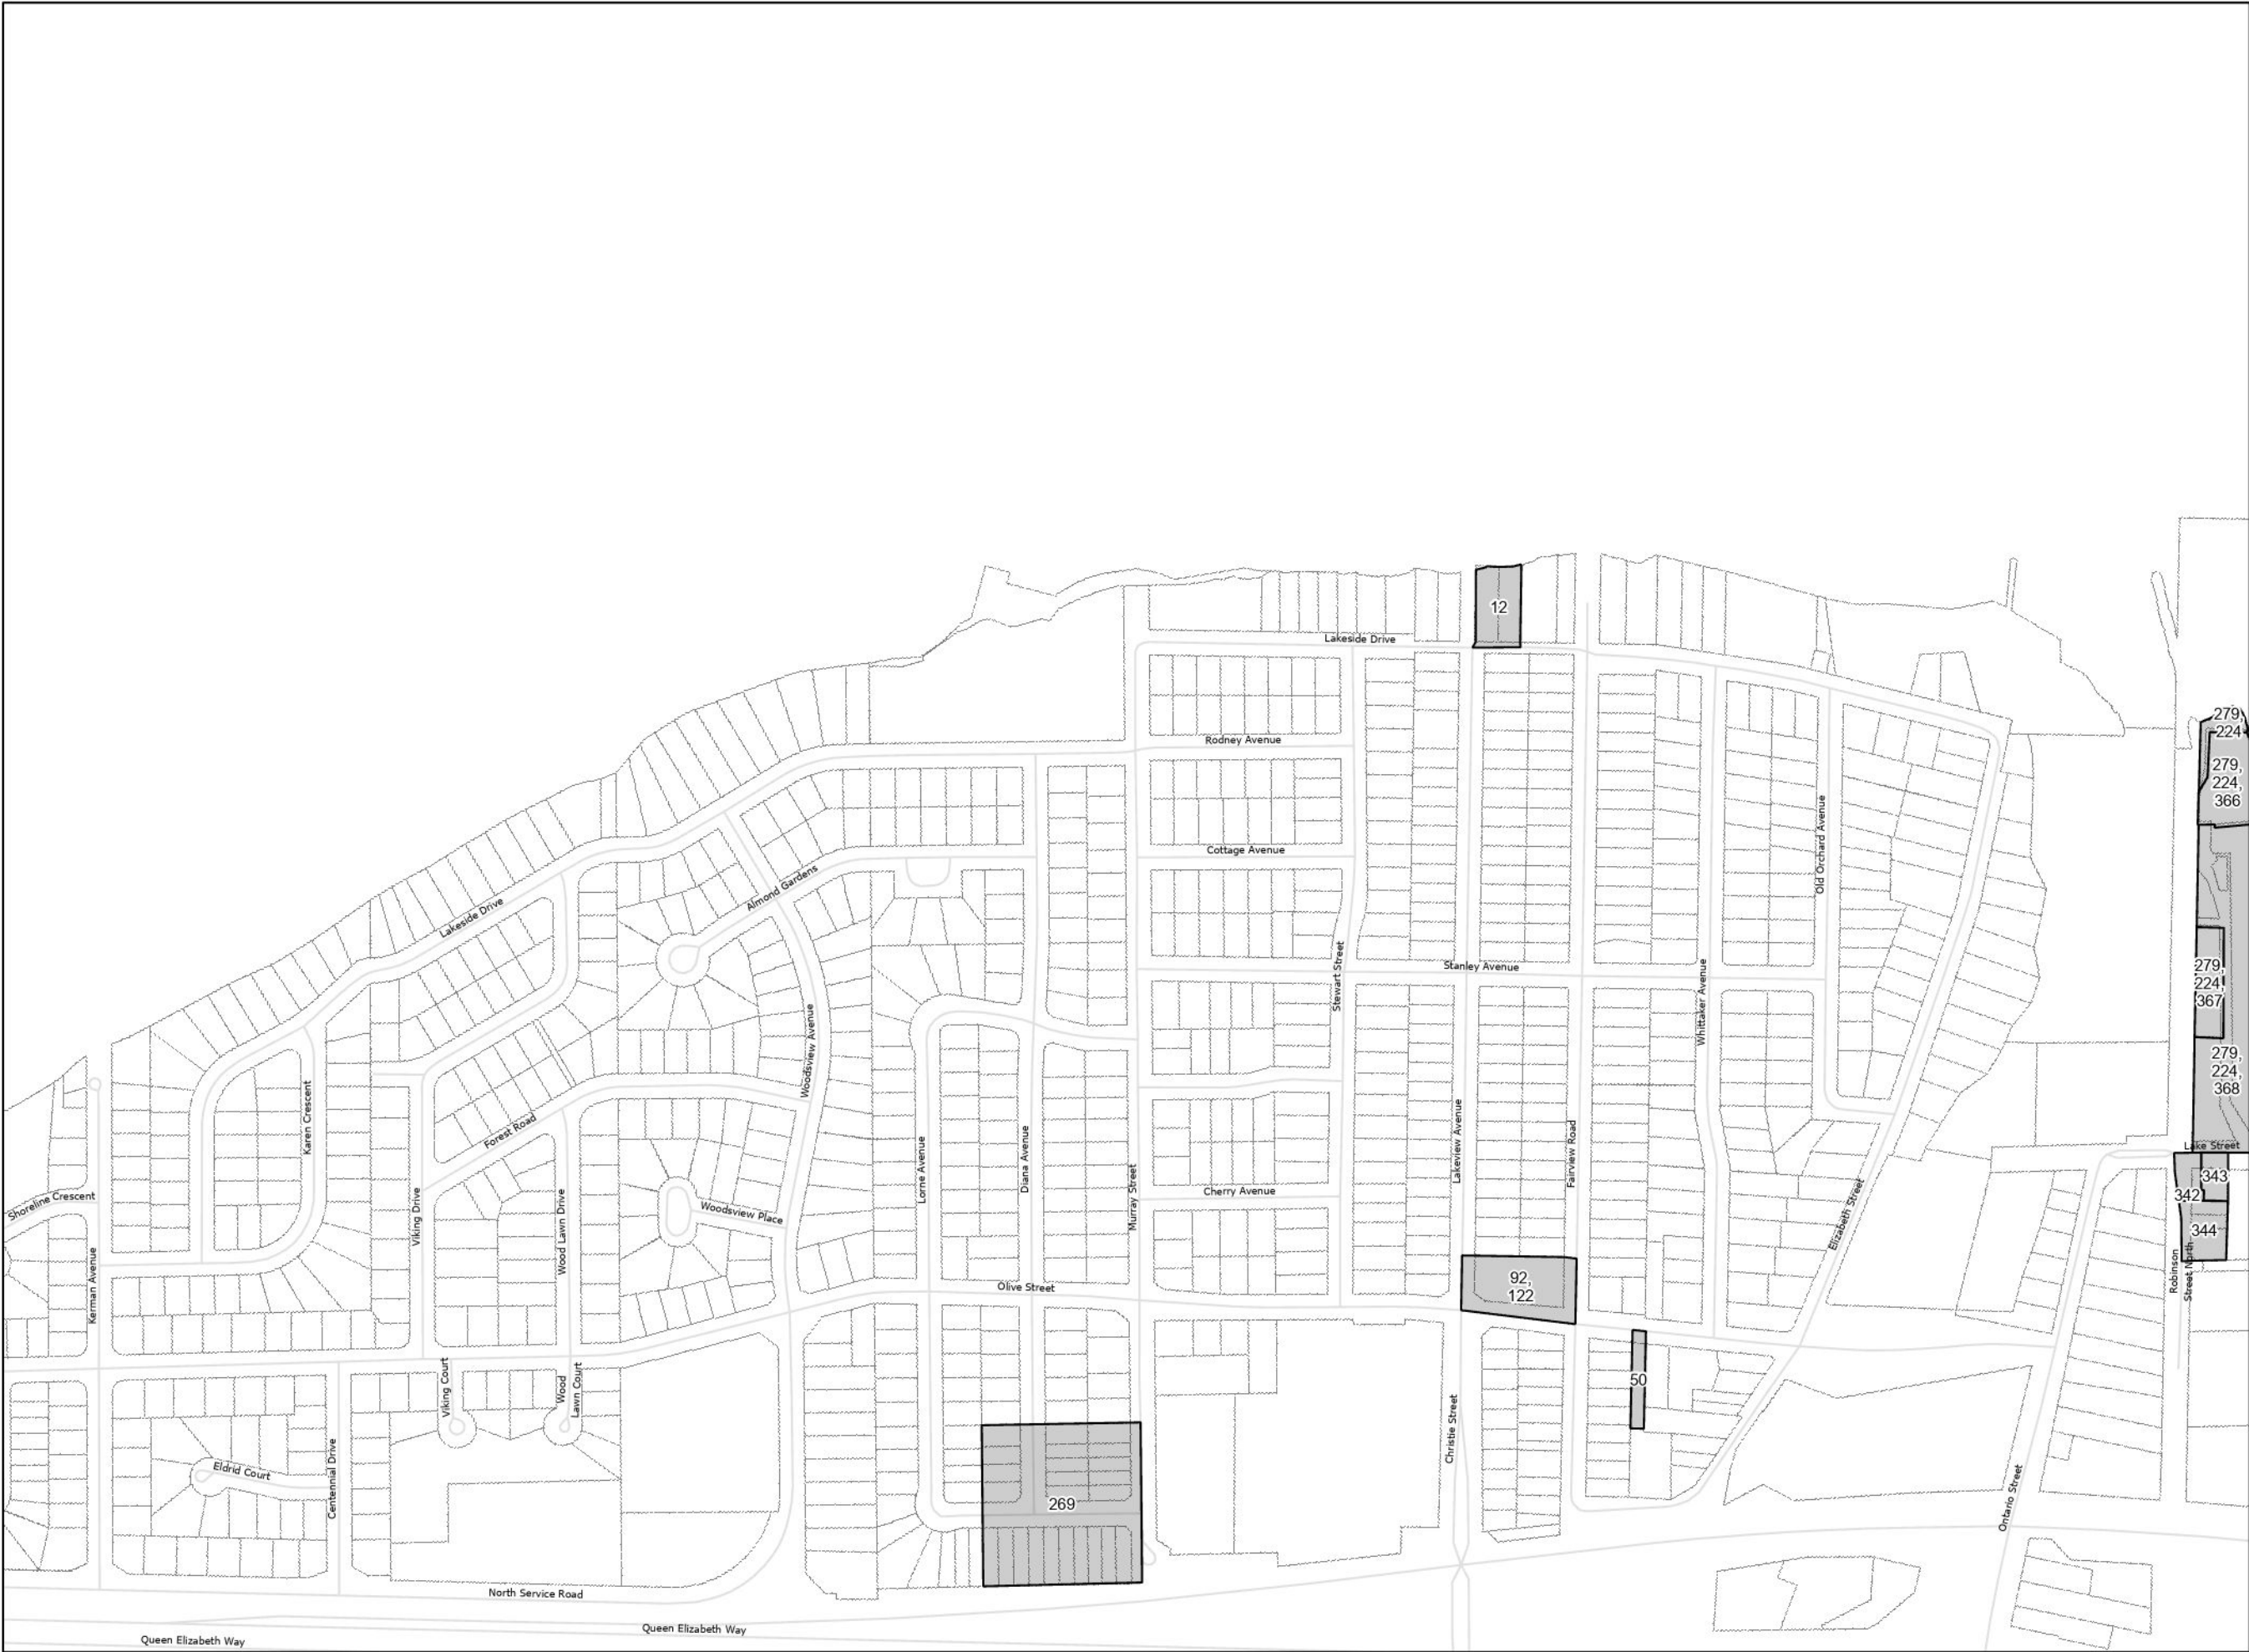 12
Lakeside Drive
279,
224
Rodney Avenue
279,
224,
366
Old Orchard Avenue
Cottage Avenue
Almond Gardens
Lakeside Drive
Stewart Street
Stanley Avenue
Whittaker Avenue
279,
224,
367
Woodsview Avenue
279,
224,
368
Karen Crescent
Forest Road
Lorne Avenue
Diana Avenue
Murray Street
Lakeview Avenue
Fairview Road
Lake Street
343
342
344
Shoreline Crescent
Viking Drive
Wood Lawn Drive
Woodsview Place
Cherry Avenue
Elizabeth Street
Kerman Avenue
Robinson
Street North
Olive Street
92,
122
50
Viking Court
Wood
Lawn Court
Christie Street
Eldrid Court
Centennial Drive
269
Ontario Street
North Service Road
Queen Elizabeth Way
Queen Elizabeth Way